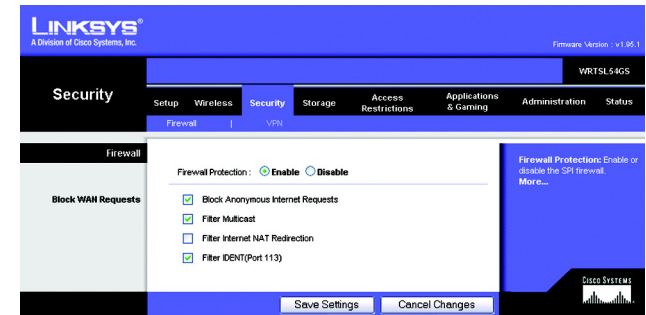 LINKSYS®
A Division of Cisco Systems, Inc.
Firmware Version : v1.95.1
WRTSL54GS
Security
Setup Wireless Security Storage Access Restrictions Applications & Gaming Administration Status
Firewall | VPN
Firewall
Firewall Protection : Enable Disable
Block WAN Requests
Block Anonymous Internet Requests
Filter Multicast
Filter Internet NAT Redirection
Filter IDENT(Port 113)
Firewall Protection: Enable or
disable the SPI firewall.
More...
CISCO SYSTEMS
Save Settings Cancel Changes